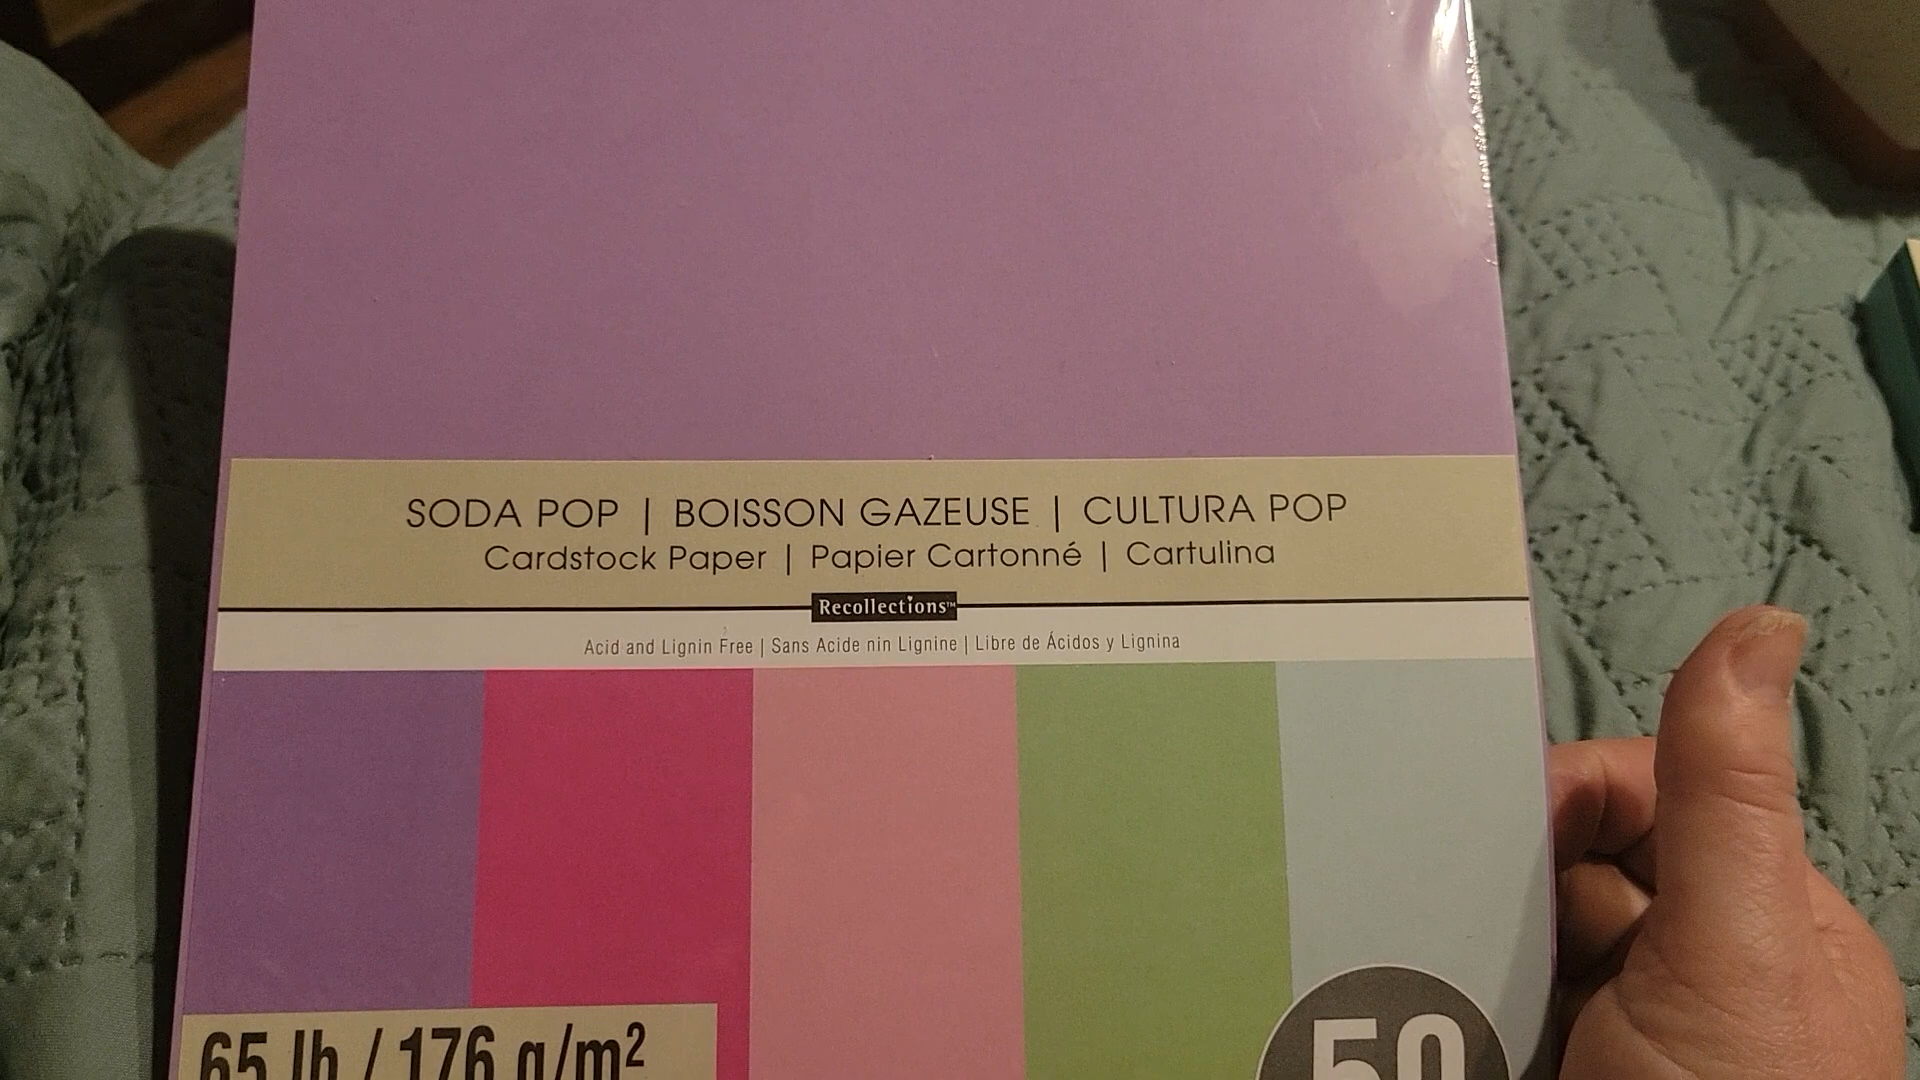 SODA POP | BOISSON GAZEUSE | CULTURA POP
Cardstock Paper | Papier Cartonné | Cartulina
Recollections™
Acid and Lignin Free | Sans Acide nin Lignine | Libre de Ácidos y Lignina
65 lb / 176 g/m²
50